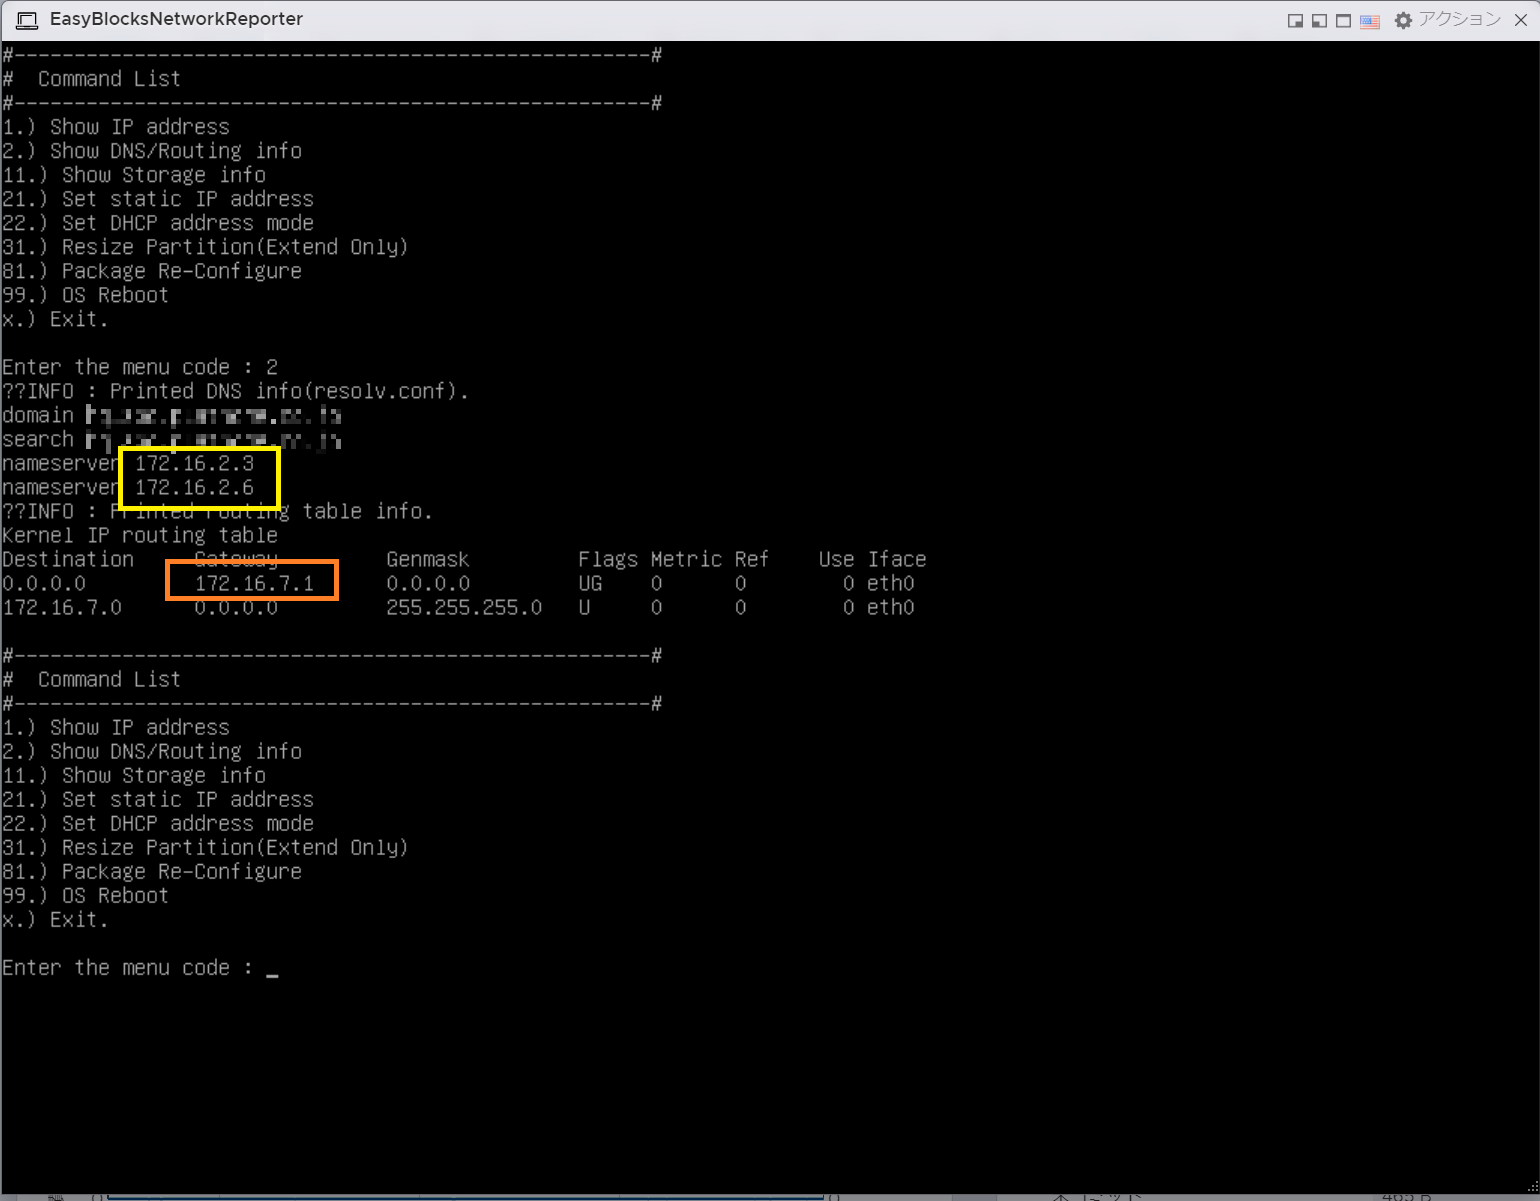 EasyBlocksNetworkReporter アクション
#-----------------------------------------------------#
#  Command List
#-----------------------------------------------------#
1.) Show IP address
2.) Show DNS/Routing info
11.) Show Storage info
21.) Set static IP address
22.) Set DHCP address mode
31.) Resize Partition(Extend Only)
81.) Package Re-Configure
99.) OS Reboot
x.) Exit.
Enter the menu code : 2
??INFO : Printed DNS info(resolv.conf).
domain
search
nameserver 172.16.2.3
nameserver 172.16.2.6
??INFO : Printed routing table info.
Kernel IP routing table
Destination     Gateway         Genmask         Flags Metric Ref    Use Iface
0.0.0.0         172.16.7.1      0.0.0.0         UG    0      0        0 eth0
172.16.7.0      0.0.0.0         255.255.255.0   U     0      0        0 eth0
#-----------------------------------------------------#
#  Command List
#-----------------------------------------------------#
1.) Show IP address
2.) Show DNS/Routing info
11.) Show Storage info
21.) Set static IP address
22.) Set DHCP address mode
31.) Resize Partition(Extend Only)
81.) Package Re-Configure
99.) OS Reboot
x.) Exit.
Enter the menu code : _